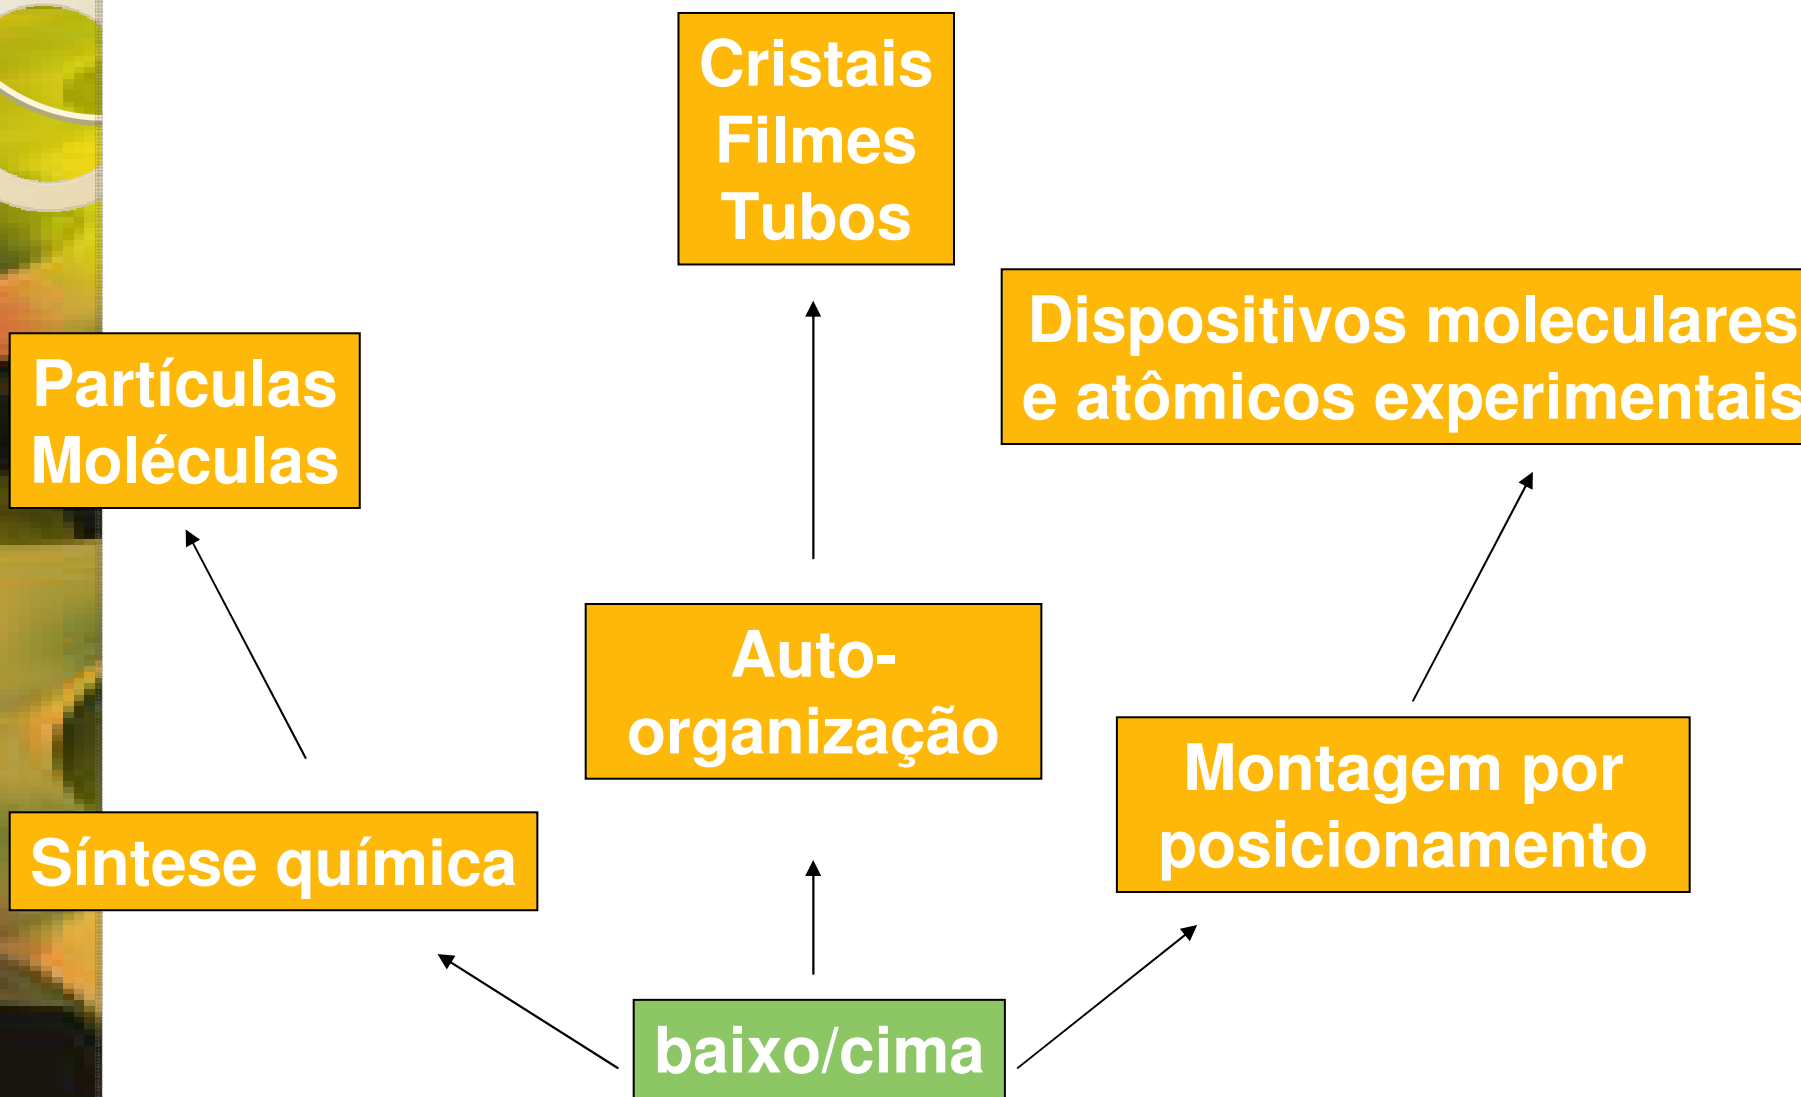 Cristais
Filmes
Tubos
Dispositivos moleculares
e atômicos experimentais
Partículas
Moléculas
Auto-
organização
Montagem por
posicionamento
Síntese química
baixo/cima